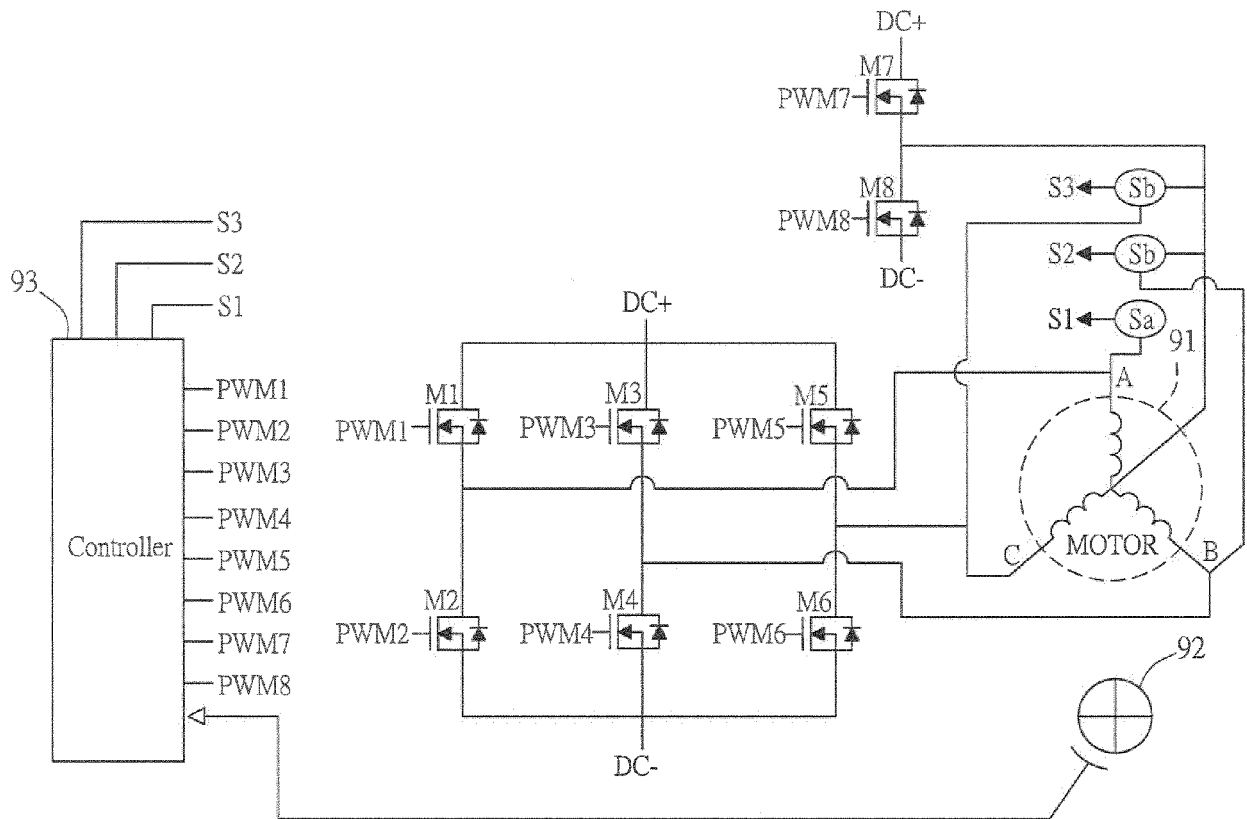 DC+
M7
PWM7
M8
PWM8
DC-
S3
Sb
S2
Sb
S1
Sa
91
S3
S2
S1
93
Controller
PWM1
PWM2
PWM3
PWM4
PWM5
PWM6
PWM7
PWM8
DC+
M1
M3
M5
PWM1
PWM3
PWM5
M2
M4
M6
PWM2
PWM4
PWM6
DC-
A
C
MOTOR
B
92